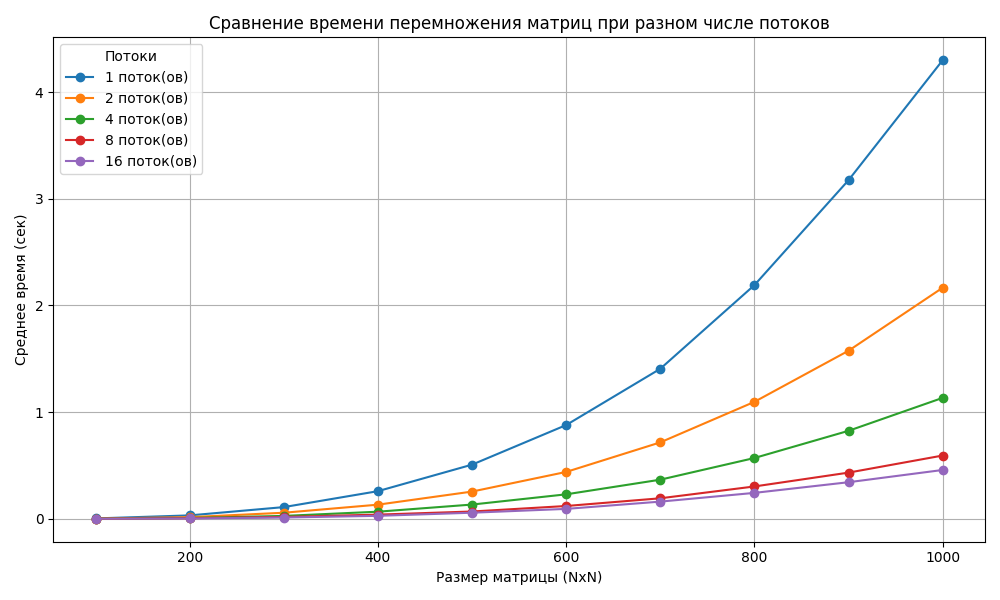 Сравнение времени перемножения матриц при разном числе потоков
Потоки
1 поток(ов)
2 поток(ов)
4 поток(ов)
8 поток(ов)
16 поток(ов)
Среднее время (сек)
4
3
2
1
0
200
400
600
800
1000
Размер матрицы (NxN)